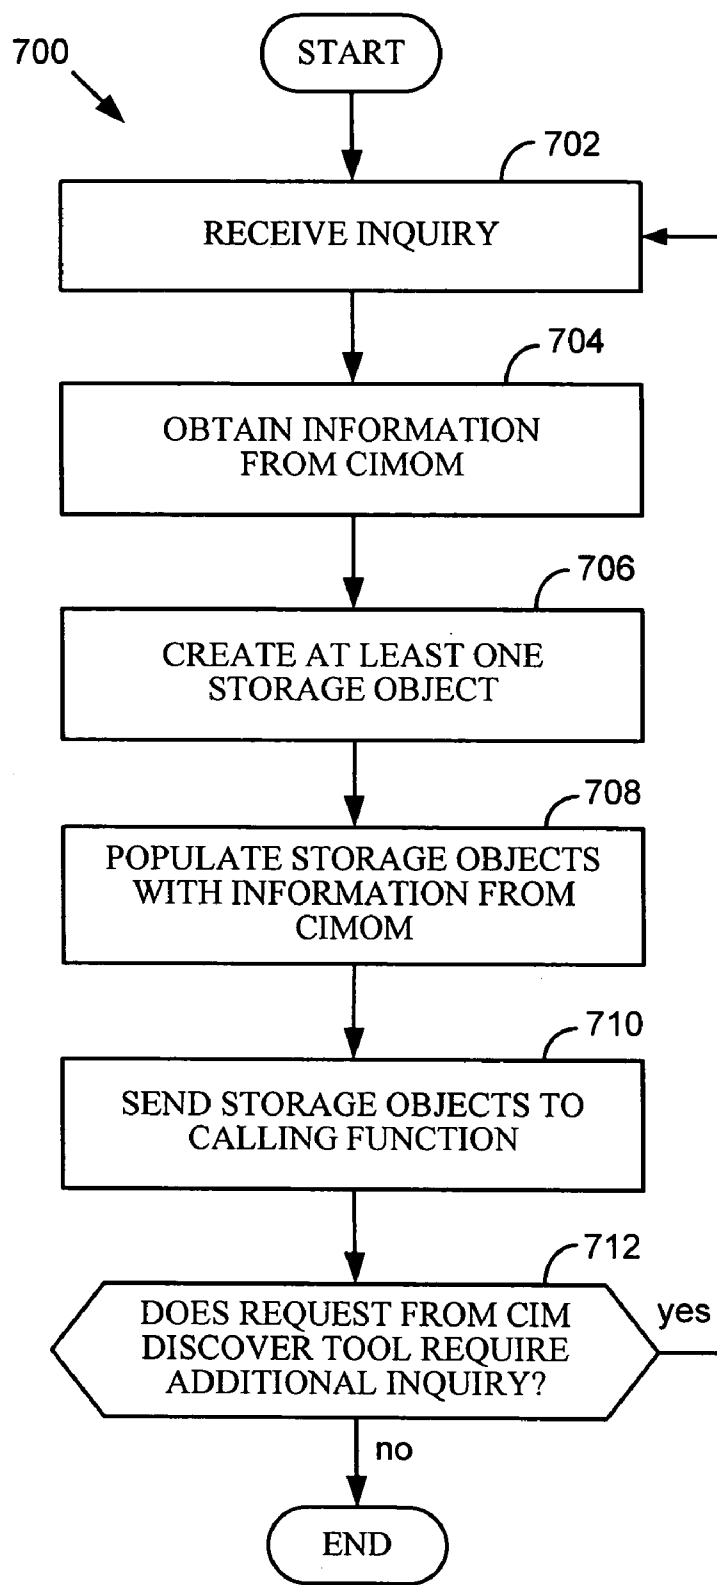 START
700
702
RECEIVE INQUIRY
704
OBTAIN INFORMATION
FROM CIMOM
706
CREATE AT LEAST ONE
STORAGE OBJECT
708
POPULATE STORAGE OBJECTS
WITH INFORMATION FROM
CIMOM
710
SEND STORAGE OBJECTS TO
CALLING FUNCTION
712
DOES REQUEST FROM CIM
DISCOVER TOOL REQUIRE
ADDITIONAL INQUIRY?
yes
no
END